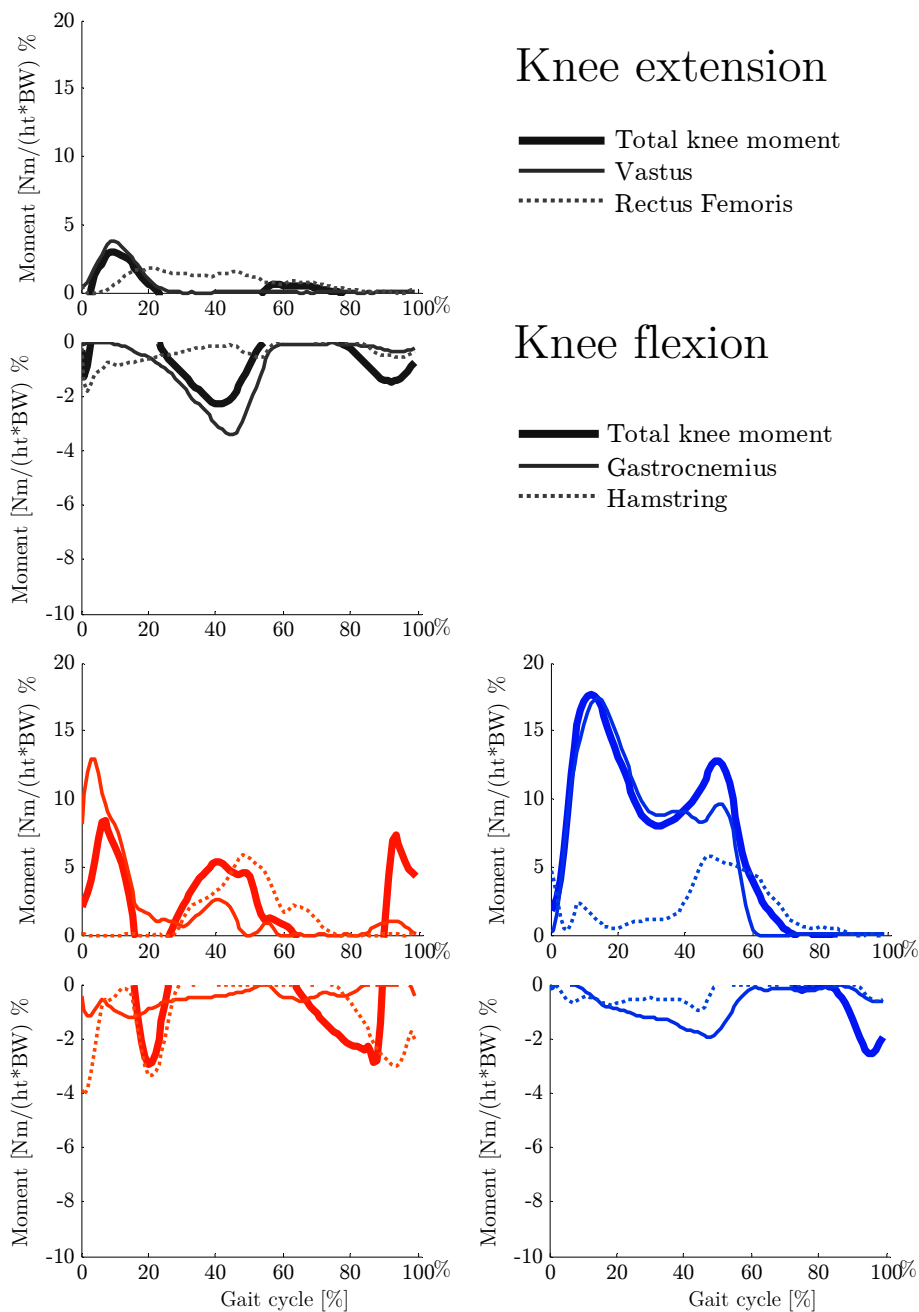 Knee extension
Total knee moment
Vastus
Rectus Femoris
Moment [Nm/(ht*BW) %
20
15
10
5
0
0 20 40 60 80 100%
Knee flexion
Total knee moment
Gastrocnemius
Hamstring
Moment [Nm/(ht*BW) %
-0
-2
-4
-6
-8
-10
0 20 40 60 80 100%
Moment [Nm/(ht*BW) %
20
15
10
5
0
0 20 40 60 80 100%
Moment [Nm/(ht*BW) %
20
15
10
5
0
0 20 40 60 80 100%
Moment [Nm/(ht*BW) %
-0
-2
-4
-6
-8
-10
0 20 40 60 80 100%
Gait cycle [%]
Moment [Nm/(ht*BW) %
-0
-2
-4
-6
-8
-10
0 20 40 60 80 100%
Gait cycle [%]